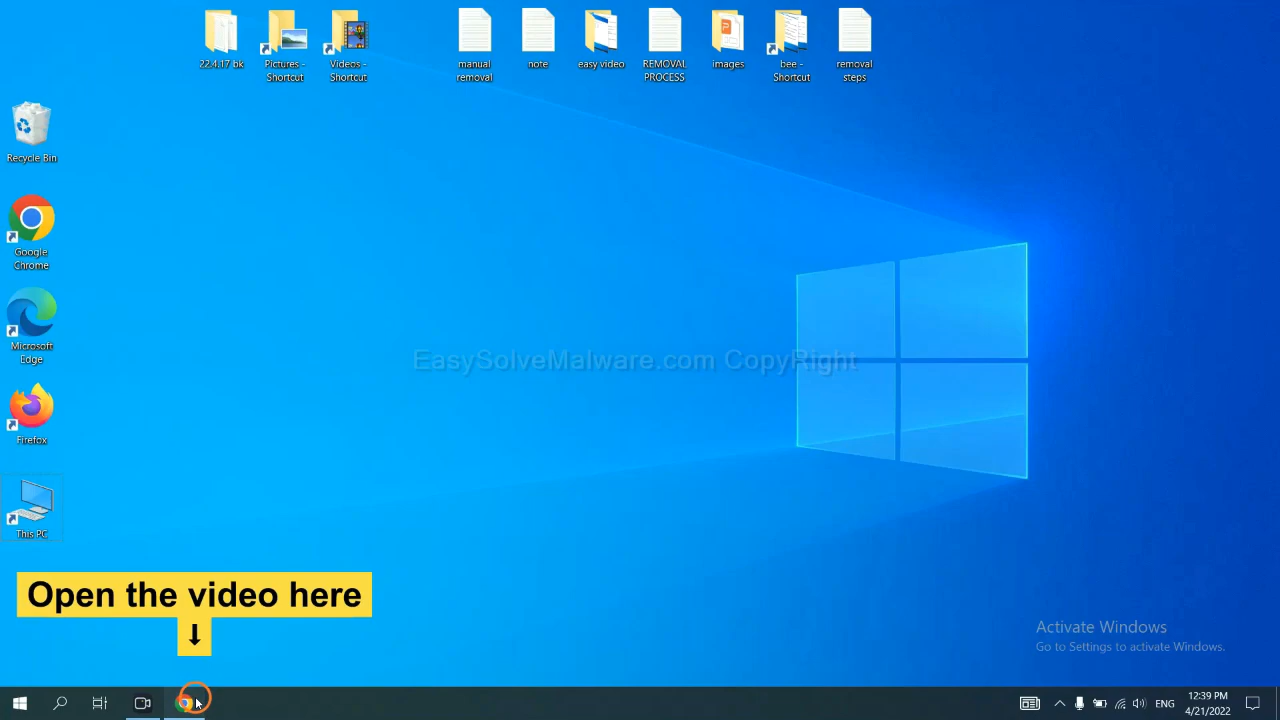 22.4.17 bk
Pictures -
Shortcut
Videos -
Shortcut
manual
removal
note
easy video
REMOVAL
PROCESS
images
bee -
Shortcut
removal
steps
Recycle Bin
Google
Chrome
Microsoft
Edge
Firefox
This PC
EasySolveMalware.com CopyRight
Open the video here
↓
Activate Windows
Go to Settings to activate Windows.
ENG
12:39 PM
4/21/2022